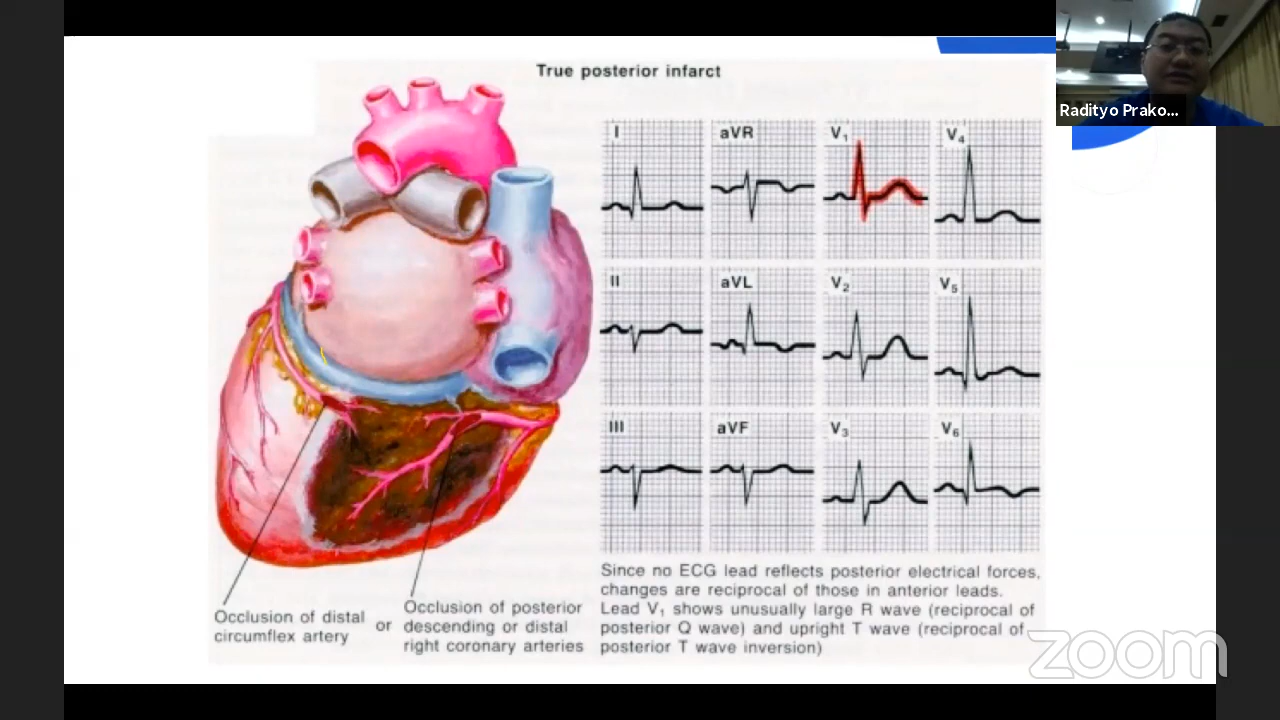 True posterior infarct
Radityo Prako...
I
aVR
V1
V4
II
aVL
V2
V5
III
aVF
V3
V6
Occlusion of distal
circumflex artery
or
Occlusion of posterior
descending or distal
right coronary arteries
Since no ECG lead reflects posterior electrical forces,
changes are reciprocal of those in anterior leads.
Lead V1 shows unusually large R wave (reciprocal of
posterior Q wave) and upright T wave (reciprocal of
posterior T wave inversion)
zoom